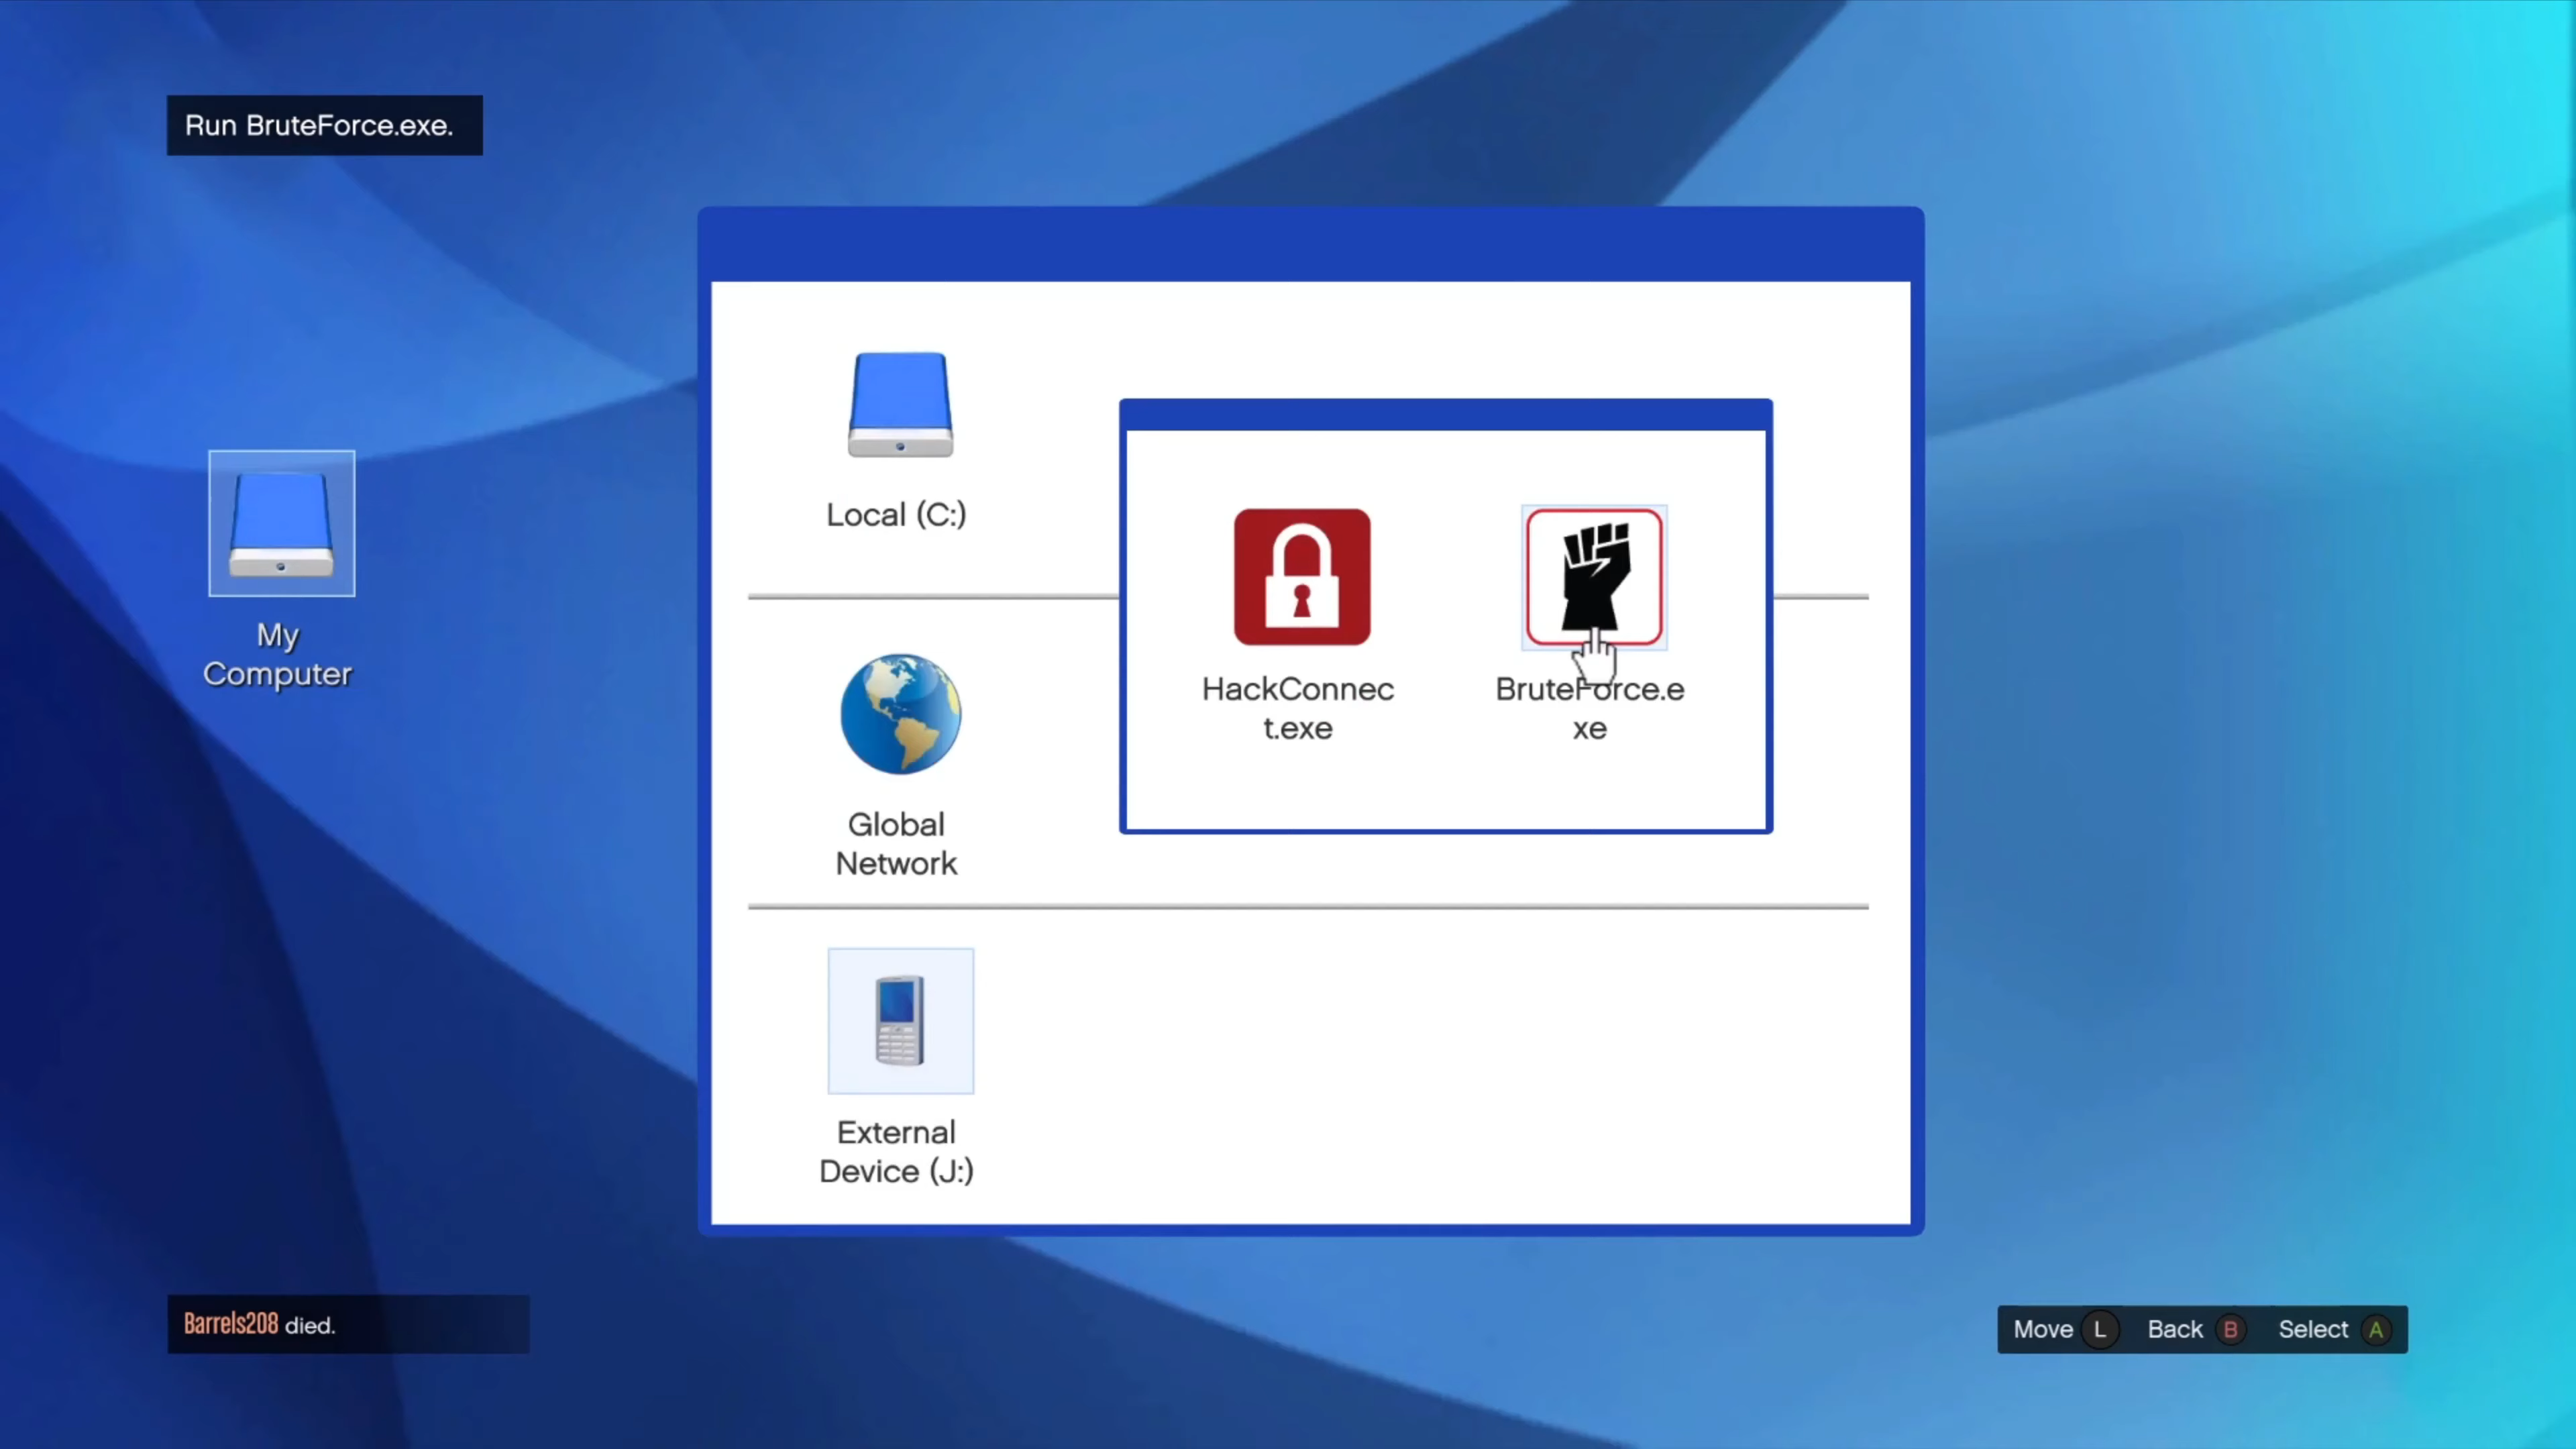 Run BruteForce.exe.
My
Computer
Local (C:)
HackConnec
t.exe
BruteForce.e
xe
Global
Network
External
Device (J:)
Barrels208 died.
Move L Back B Select A